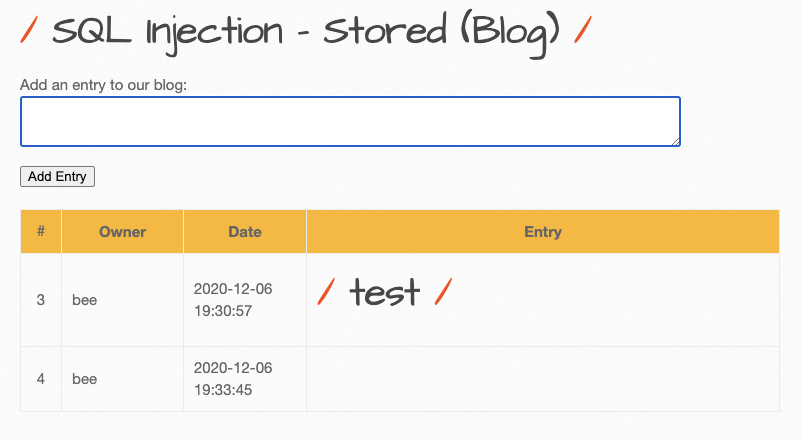 / SQL Injection - Stored (Blog) /
Add an entry to our blog:
Add Entry
# Owner Date Entry
3 bee 2020-12-06 19:30:57 / test /
4 bee 2020-12-06 19:33:45